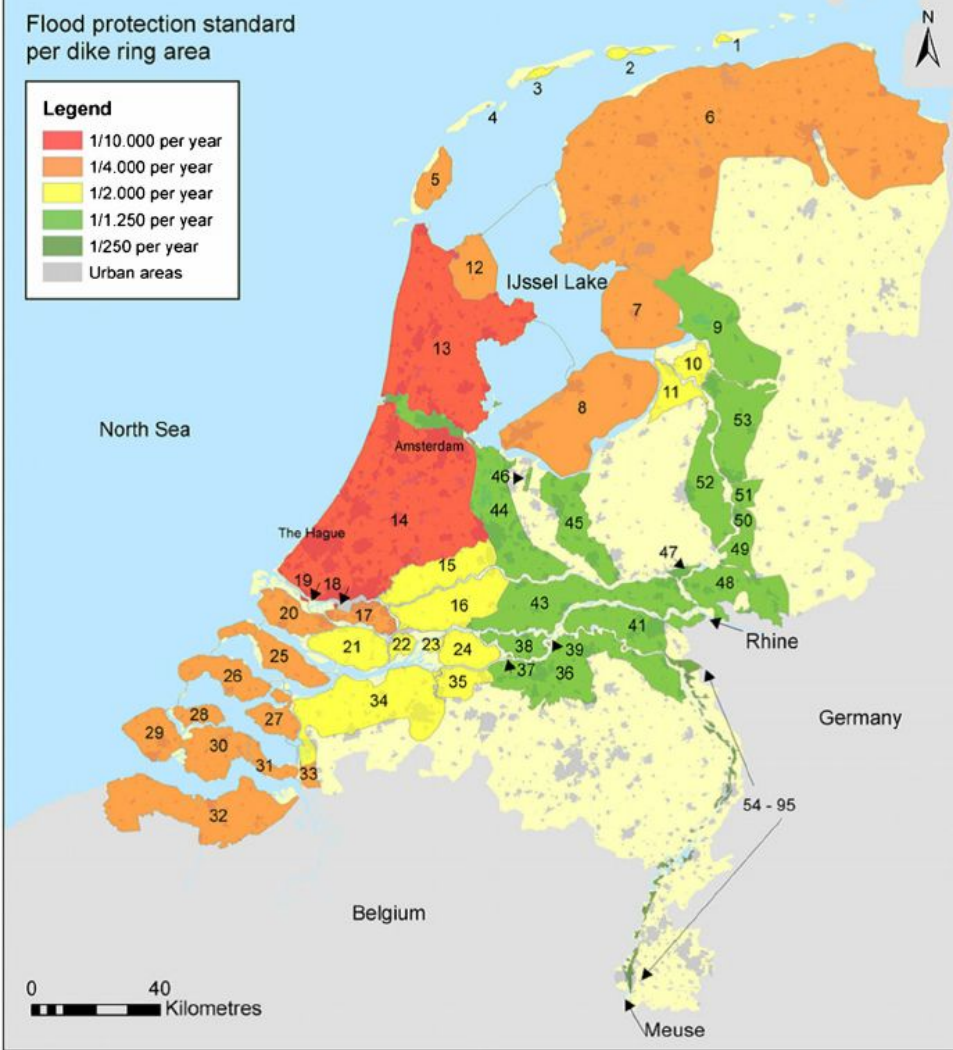 Flood protection standard
per dike ring area
Legend
1/10.000 per year
1/4.000 per year
1/2.000 per year
1/1.250 per year
1/250 per year
Urban areas
N
1
2
3
4
5
6
12
IJssel Lake
7
9
13
10
11
8
53
North Sea
Amsterdam
46
52
51
44
45
50
14
The Hague
49
47
15
48
19
18
20
17
16
43
41
Rhine
21
22
23
24
38
39
25
37
36
26
35
34
28
27
29
30
Germany
31
33
32
54 - 95
Belgium
0
40
Kilometres
Meuse